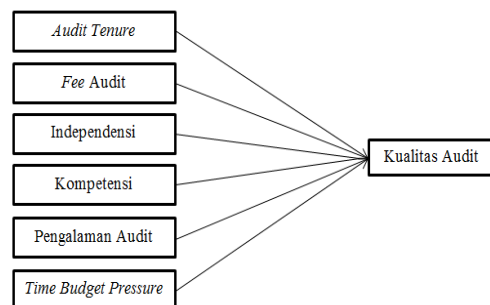 Audit Tenure
Fee Audit
Independensi
Kompetensi
Pengalaman Audit
Time Budget Pressure
Kualitas Audit